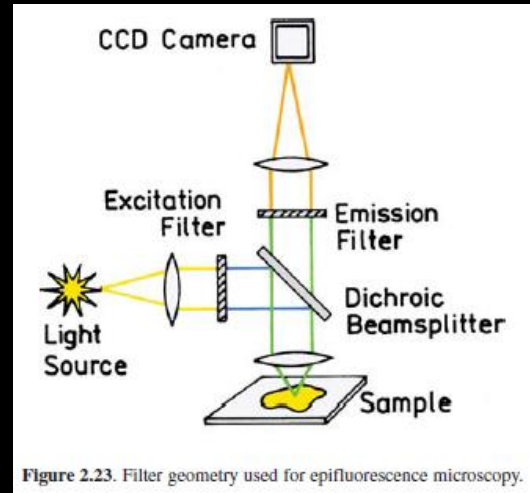 CCD Camera
Excitation
Filter
Emission
Filter
Dichroic
Beamsplitter
Light
Source
Sample
Figure 2.23. Filter geometry used for epifluorescence microscopy.